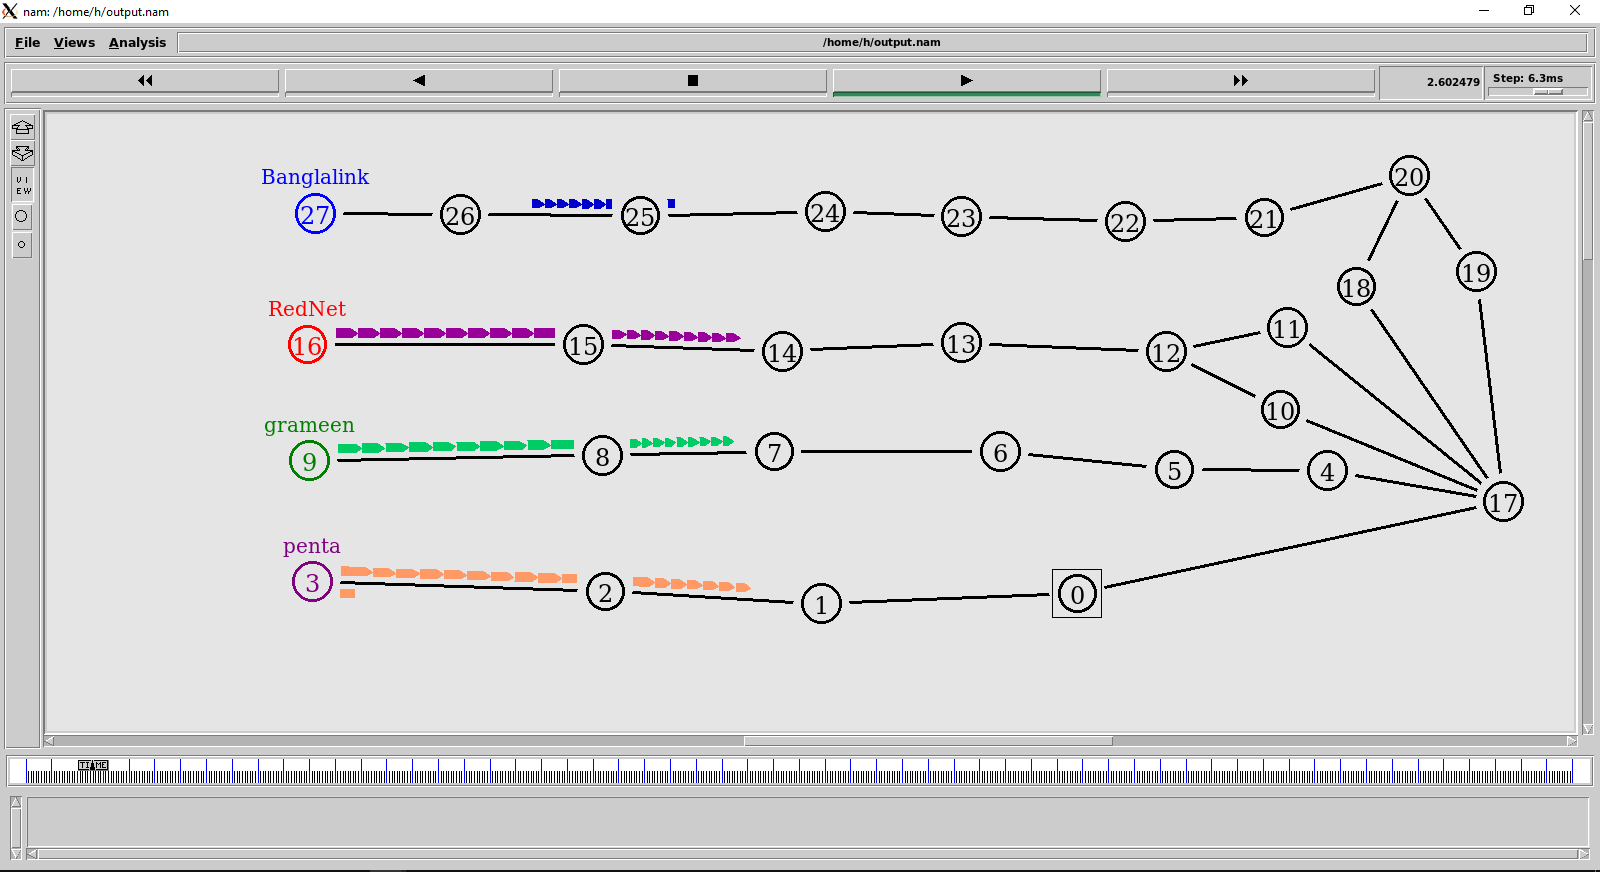 nam: /home/h/output.nam
File Views Analysis /home/h/output.nam
2.602479 Step: 6.3ms
VIEW
Banglalink
27 26 25 24 23 22 21 20
18 19
RedNet
16 15 14 13 12 11
10
grameen
9 8 7 6 5 4
17
penta
3 2 1 0
TIME